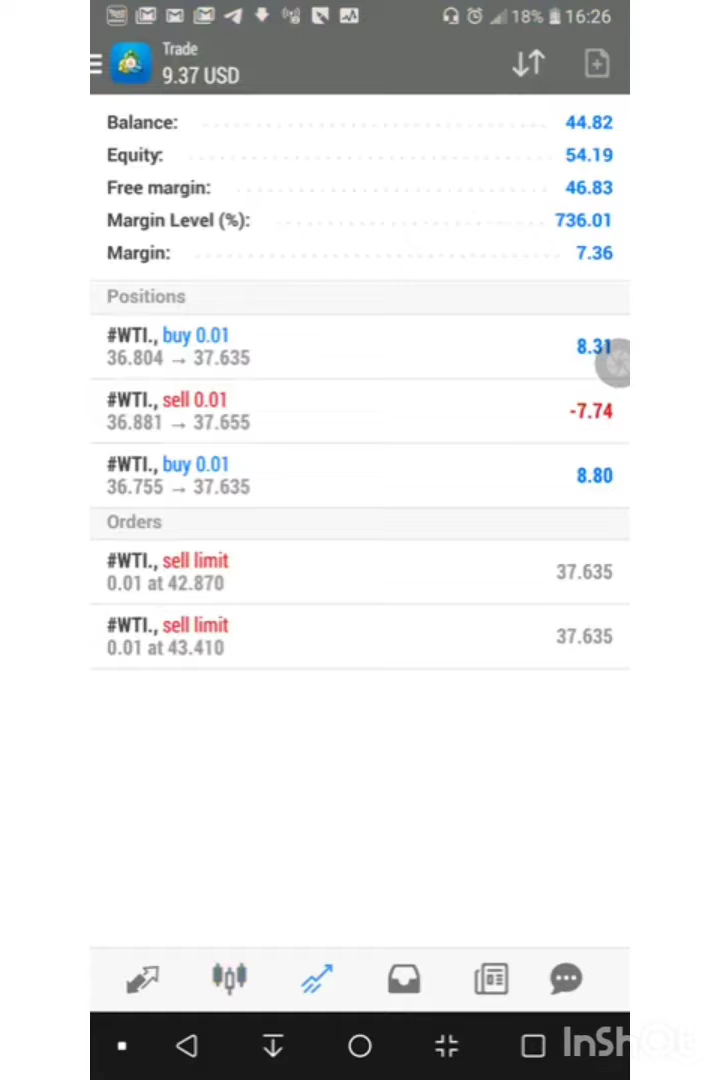 18% 16:26
Trade
9.37 USD
Balance: 44.82
Equity: 54.19
Free margin: 46.83
Margin Level (%): 736.01
Margin: 7.36
Positions
#WTI., buy 0.01
36.804 → 37.635 8.31
#WTI., sell 0.01
36.881 → 37.655 -7.74
#WTI., buy 0.01
36.755 → 37.635 8.80
Orders
#WTI., sell limit
0.01 at 42.870 37.635
#WTI., sell limit
0.01 at 43.410 37.635
InShot